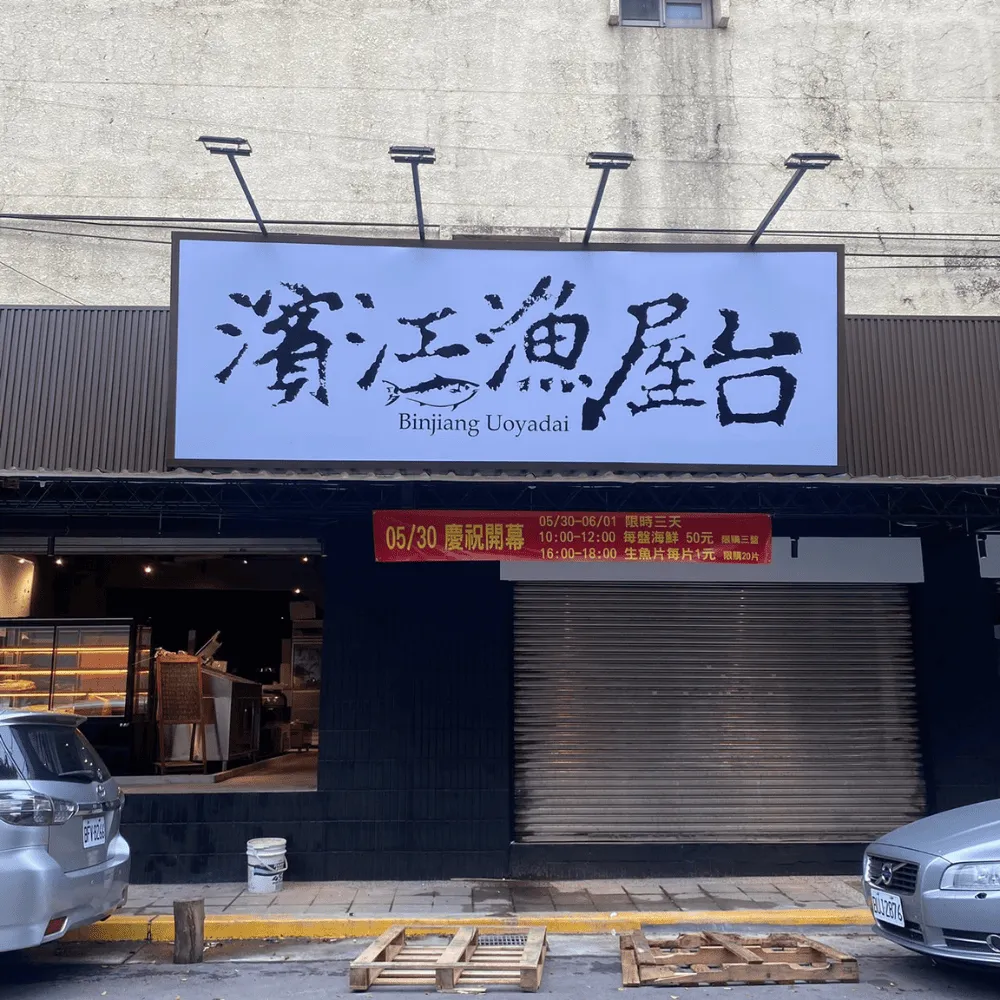 濱江漁屋台
Binjiang Uoyadai
05/30 慶祝開幕
05/30-06/01 限時三天
10:00-12:00 每盤海鮮 50元 限購三盤
16:00-18:00 生魚片每片1元 限購20片